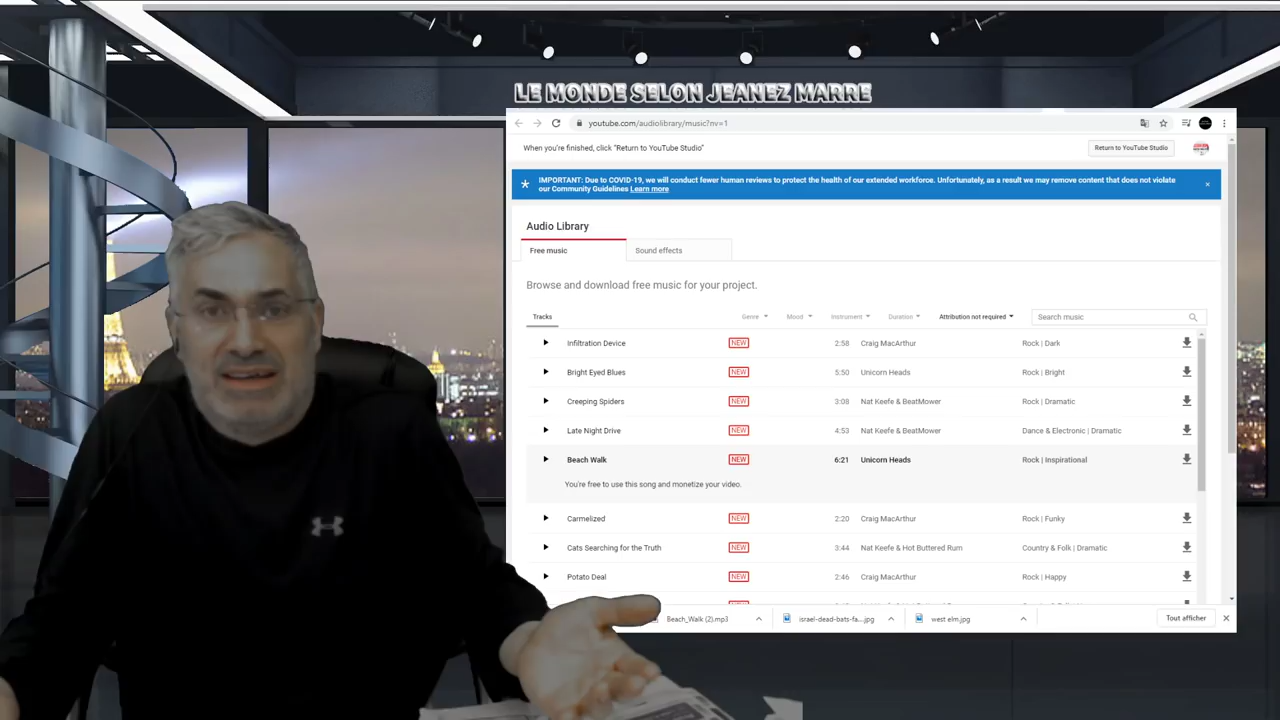 LE MONDE SELON JEANEZ MARRE
youtube.com/audiolibrary/music?nv=1
When you're finished, click "Return to YouTube Studio"
Return to YouTube Studio
IMPORTANT: Due to COVID-19, we will conduct fewer human reviews to protect the health of our extended workforce. Unfortunately, as a result we may remove content that does not violate
our Community Guidelines Learn more
Audio Library
Free music Sound effects
Browse and download free music for your project.
Tracks Genre Mood Instrument Duration Attribution not required Search music
Infiltration Device NEW 2:58 Craig MacArthur Rock | Dark
Bright Eyed Blues NEW 5:50 Unicorn Heads Rock | Bright
Creeping Spiders NEW 3:08 Nat Keefe & BeatMower Rock | Dramatic
Late Night Drive NEW 4:53 Nat Keefe & BeatMower Dance & Electronic | Dramatic
Beach Walk NEW 6:21 Unicorn Heads Rock | Inspirational
You're free to use this song and monetize your video.
Carmelized NEW 2:20 Craig MacArthur Rock | Funky
Cats Searching for the Truth NEW 3:44 Nat Keefe & Hot Buttered Rum Country & Folk | Dramatic
Potato Deal NEW 2:46 Craig MacArthur Rock | Happy
Beach_Walk (2).mp3 israel-dead-bats-fa....jpg west elm.jpg Tout afficher